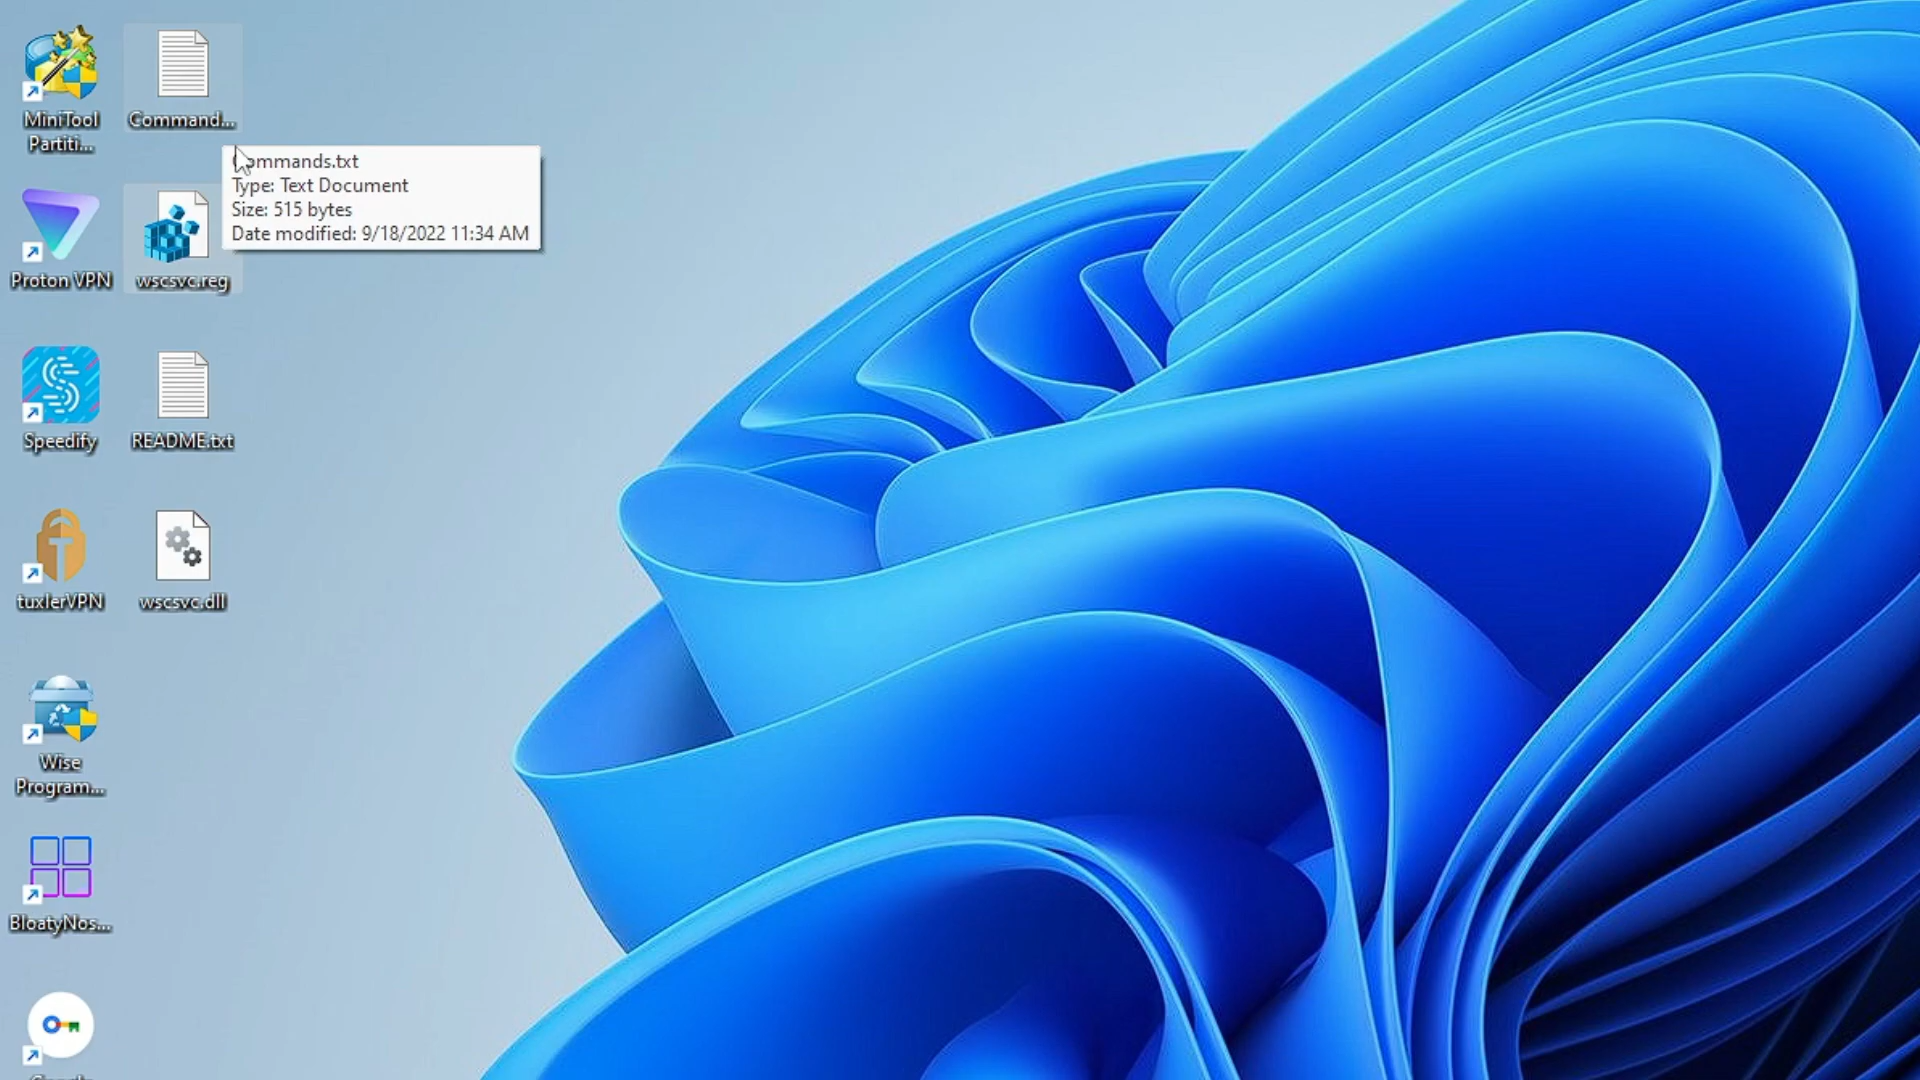 MiniTool
Partiti...
Command...
Commands.txt
Type: Text Document
Size: 515 bytes
Date modified: 9/18/2022 11:34 AM
Proton VPN
wscsvc.reg
Speedify
README.txt
tuxlerVPN
wscsvc.dll
Wise
Program...
BloatyNos...